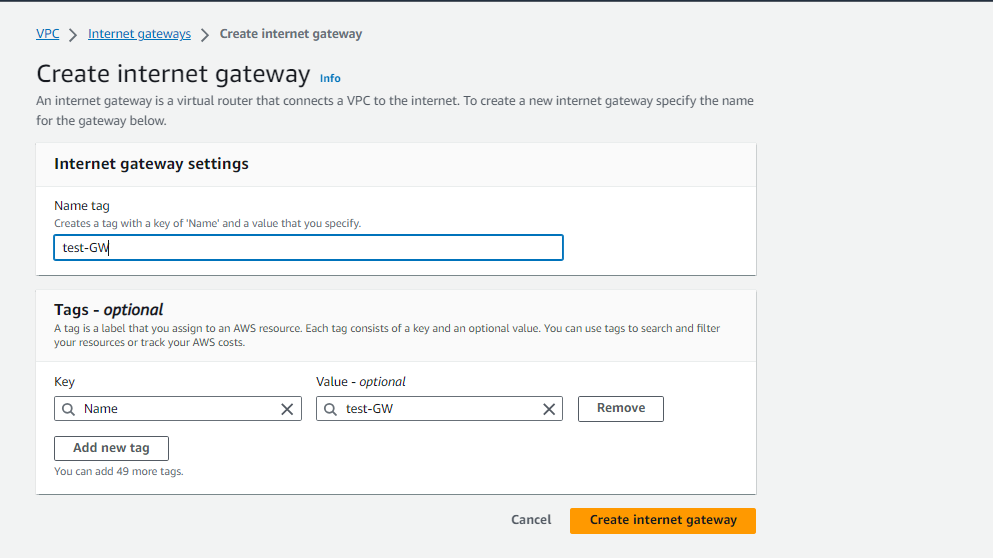 VPC > Internet gateways > Create internet gateway
Create internet gateway Info
An internet gateway is a virtual router that connects a VPC to the internet. To create a new internet gateway specify the name
for the gateway below.
Internet gateway settings
Name tag
Creates a tag with a key of 'Name' and a value that you specify.
test-GW
Tags - optional
A tag is a label that you assign to an AWS resource. Each tag consists of a key and an optional value. You can use tags to search and filter
your resources or track your AWS costs.
Key Value - optional
Name test-GW Remove
Add new tag
You can add 49 more tags.
Cancel Create internet gateway